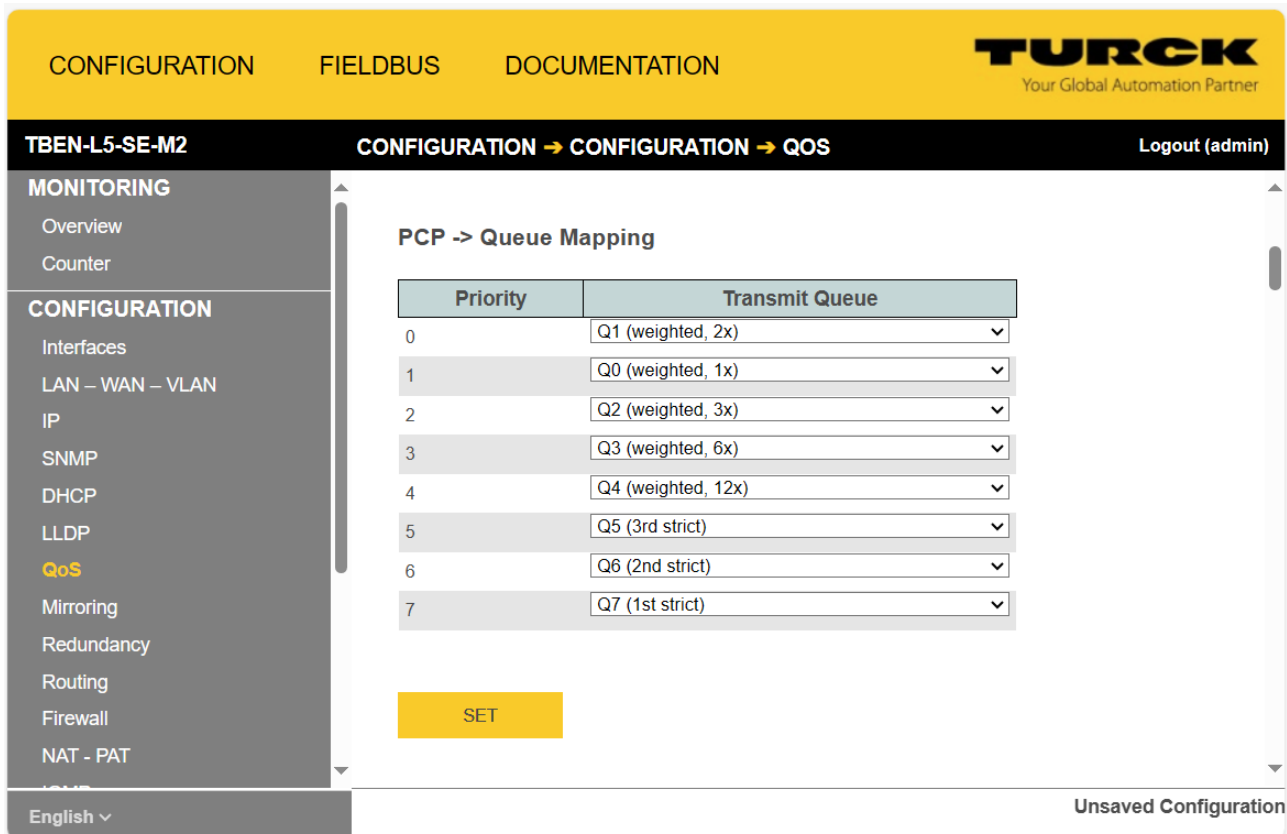 CONFIGURATION FIELDBUS DOCUMENTATION
TURCK
Your Global Automation Partner
TBEN-L5-SE-M2 CONFIGURATION ➔ CONFIGURATION ➔ QOS Logout (admin)
MONITORING
Overview
Counter
CONFIGURATION
Interfaces
LAN – WAN – VLAN
IP
SNMP
DHCP
LLDP
QoS
Mirroring
Redundancy
Routing
Firewall
NAT - PAT
English
PCP -> Queue Mapping
Priority Transmit Queue
0 Q1 (weighted, 2x)
1 Q0 (weighted, 1x)
2 Q2 (weighted, 3x)
3 Q3 (weighted, 6x)
4 Q4 (weighted, 12x)
5 Q5 (3rd strict)
6 Q6 (2nd strict)
7 Q7 (1st strict)
SET
Unsaved Configuration